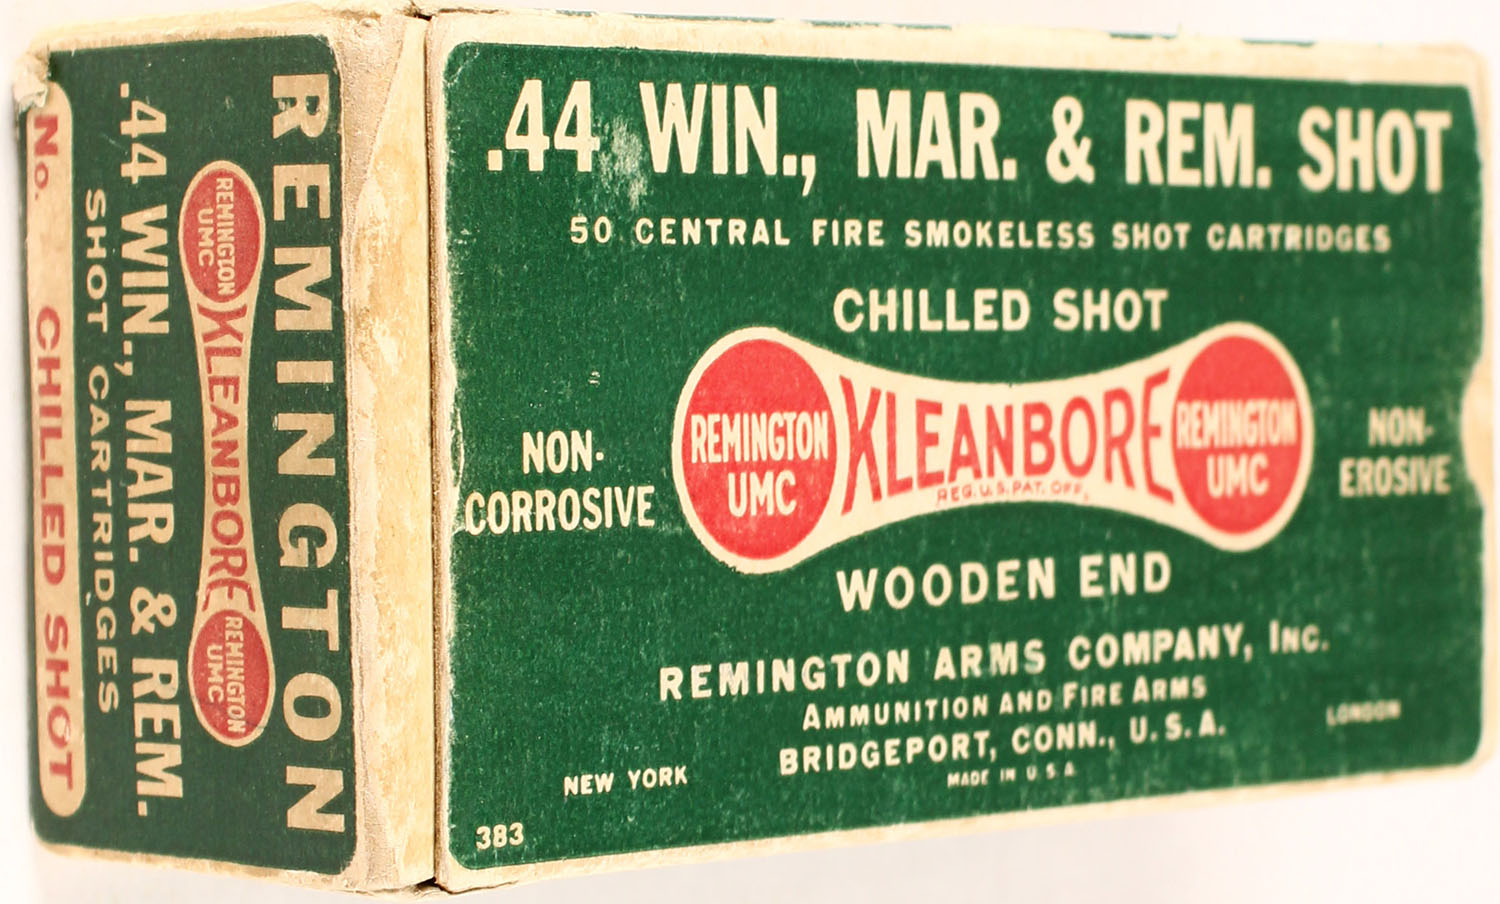 REMINGTON
REMINGTON
UMC
KLEANBORE
REMINGTON
UMC
.44 WIN., MAR. & REM.
SHOT CARTRIDGES
No. CHILLED SHOT
.44 WIN., MAR. & REM. SHOT
50 CENTRAL FIRE SMOKELESS SHOT CARTRIDGES
CHILLED SHOT
NON-
CORROSIVE
REMINGTON
UMC
KLEANBORE
REG. U.S. PAT. OFF.
REMINGTON
UMC
NON-
EROSIVE
WOODEN END
REMINGTON ARMS COMPANY, INC.
AMMUNITION AND FIRE ARMS
BRIDGEPORT, CONN., U.S.A.
NEW YORK
MADE IN U S A
LONDON
383